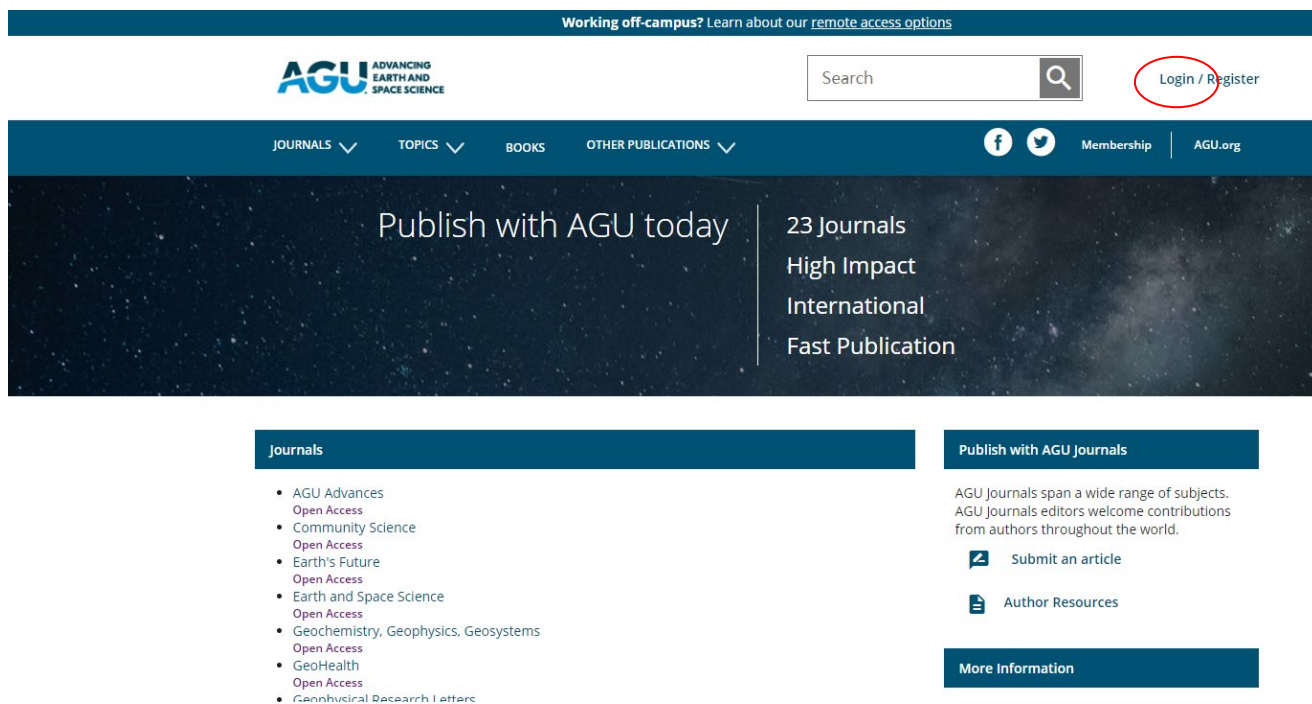 Working off-campus? Learn about our remote access options
AGU ADVANCING
EARTH AND
SPACE SCIENCE
Search
Login / Register
JOURNALS
TOPICS
BOOKS
OTHER PUBLICATIONS
Membership
AGU.org
Publish with AGU today
23 Journals
High Impact
International
Fast Publication
Journals
AGU Advances
Open Access
Community Science
Open Access
Earth's Future
Open Access
Earth and Space Science
Open Access
Geochemistry, Geophysics, Geosystems
Open Access
GeoHealth
Open Access
Geophysical Research Letters
Publish with AGU Journals
AGU Journals span a wide range of subjects.
AGU Journals editors welcome contributions
from authors throughout the world.
Submit an article
Author Resources
More Information